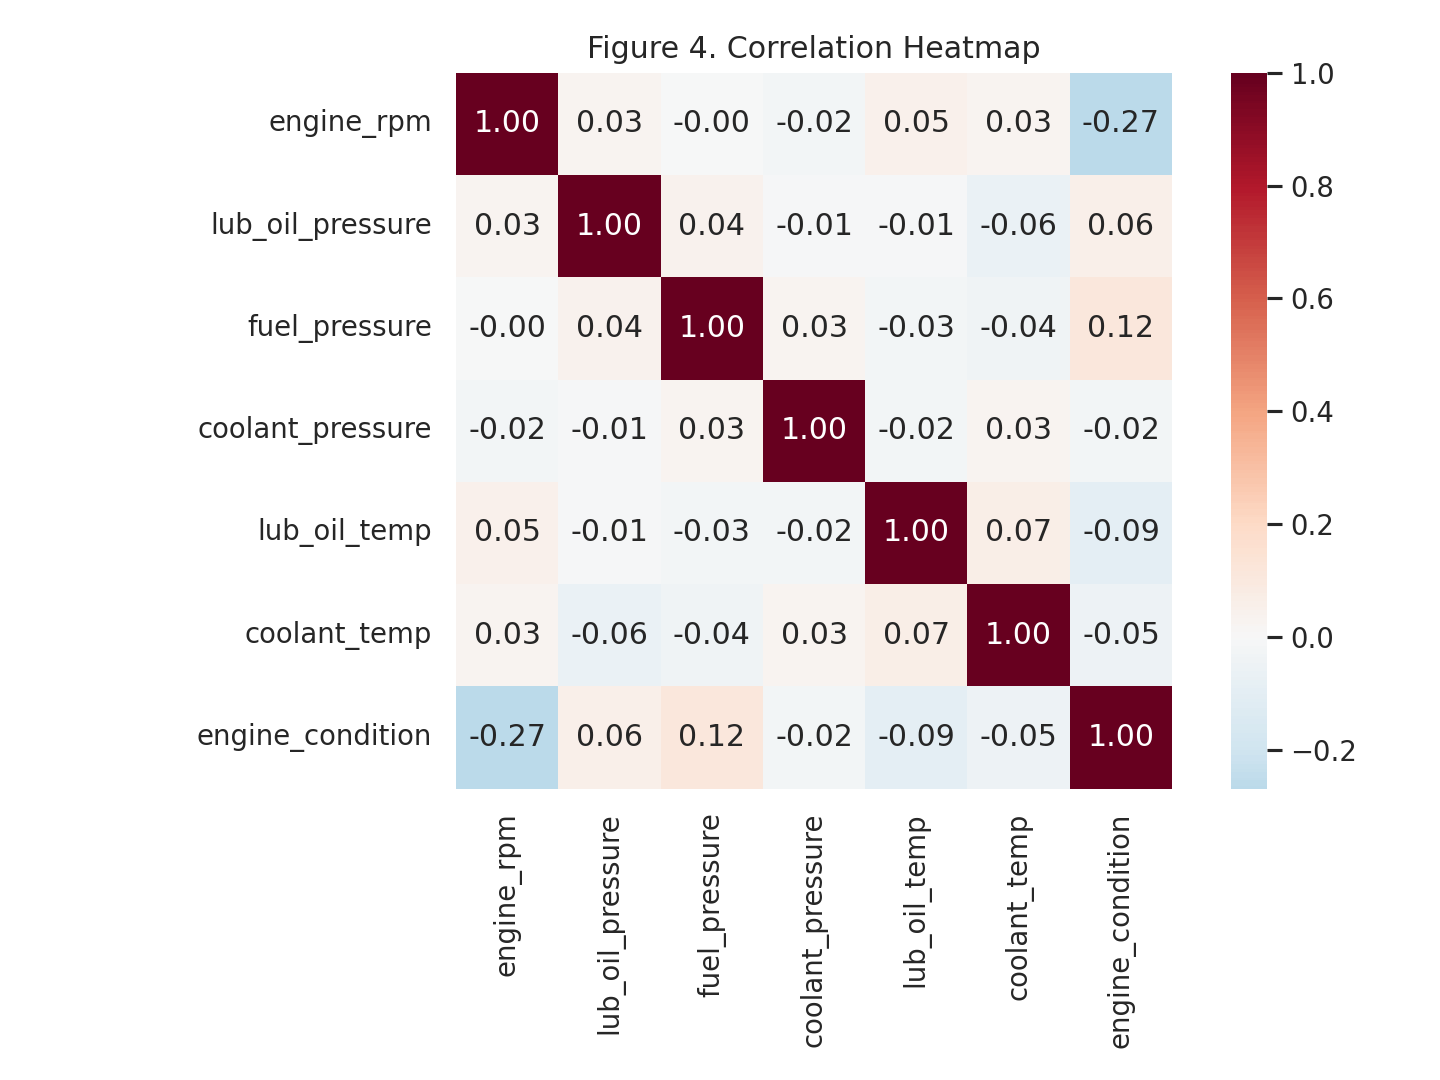 Figure 4. Correlation Heatmap
engine_rpm 1.00 0.03 -0.00 -0.02 0.05 0.03 -0.27
lub_oil_pressure 0.03 1.00 0.04 -0.01 -0.01 -0.06 0.06
fuel_pressure -0.00 0.04 1.00 0.03 -0.03 -0.04 0.12
coolant_pressure -0.02 -0.01 0.03 1.00 -0.02 0.03 -0.02
lub_oil_temp 0.05 -0.01 -0.03 -0.02 1.00 0.07 -0.09
coolant_temp 0.03 -0.06 -0.04 0.03 0.07 1.00 -0.05
engine_condition -0.27 0.06 0.12 -0.02 -0.09 -0.05 1.00
engine_rpm
lub_oil_pressure
fuel_pressure
coolant_pressure
lub_oil_temp
coolant_temp
engine_condition
1.0
0.8
0.6
0.4
0.2
0.0
−0.2